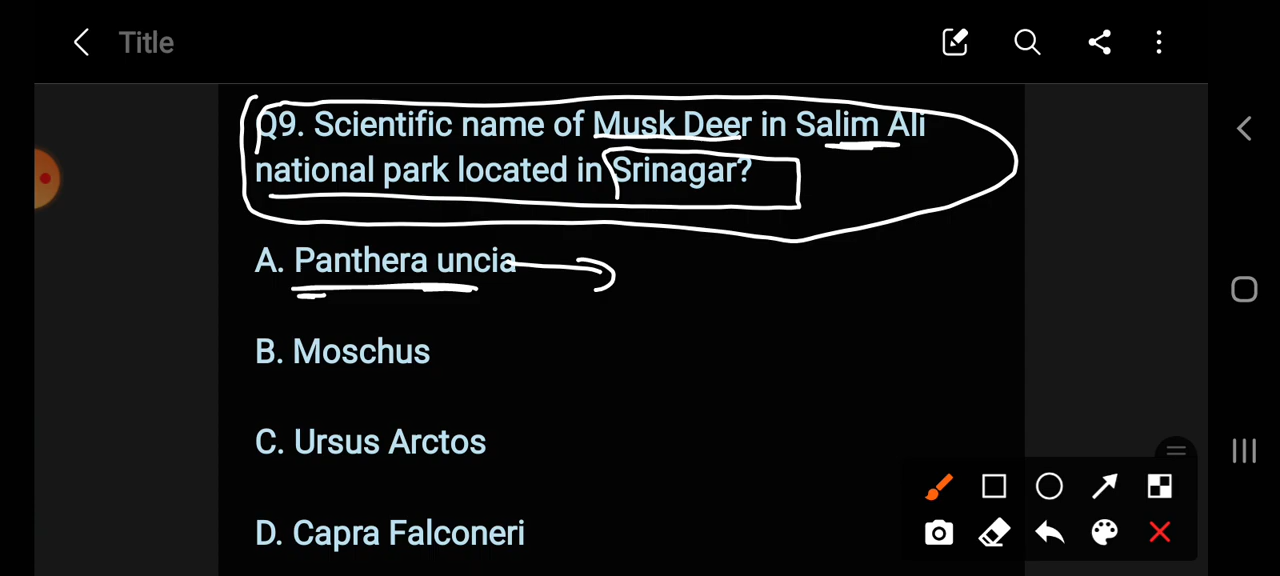 Title
Q9. Scientific name of Musk Deer in Salim Ali
national park located in Srinagar?
A. Panthera uncia
B. Moschus
C. Ursus Arctos
D. Capra Falconeri